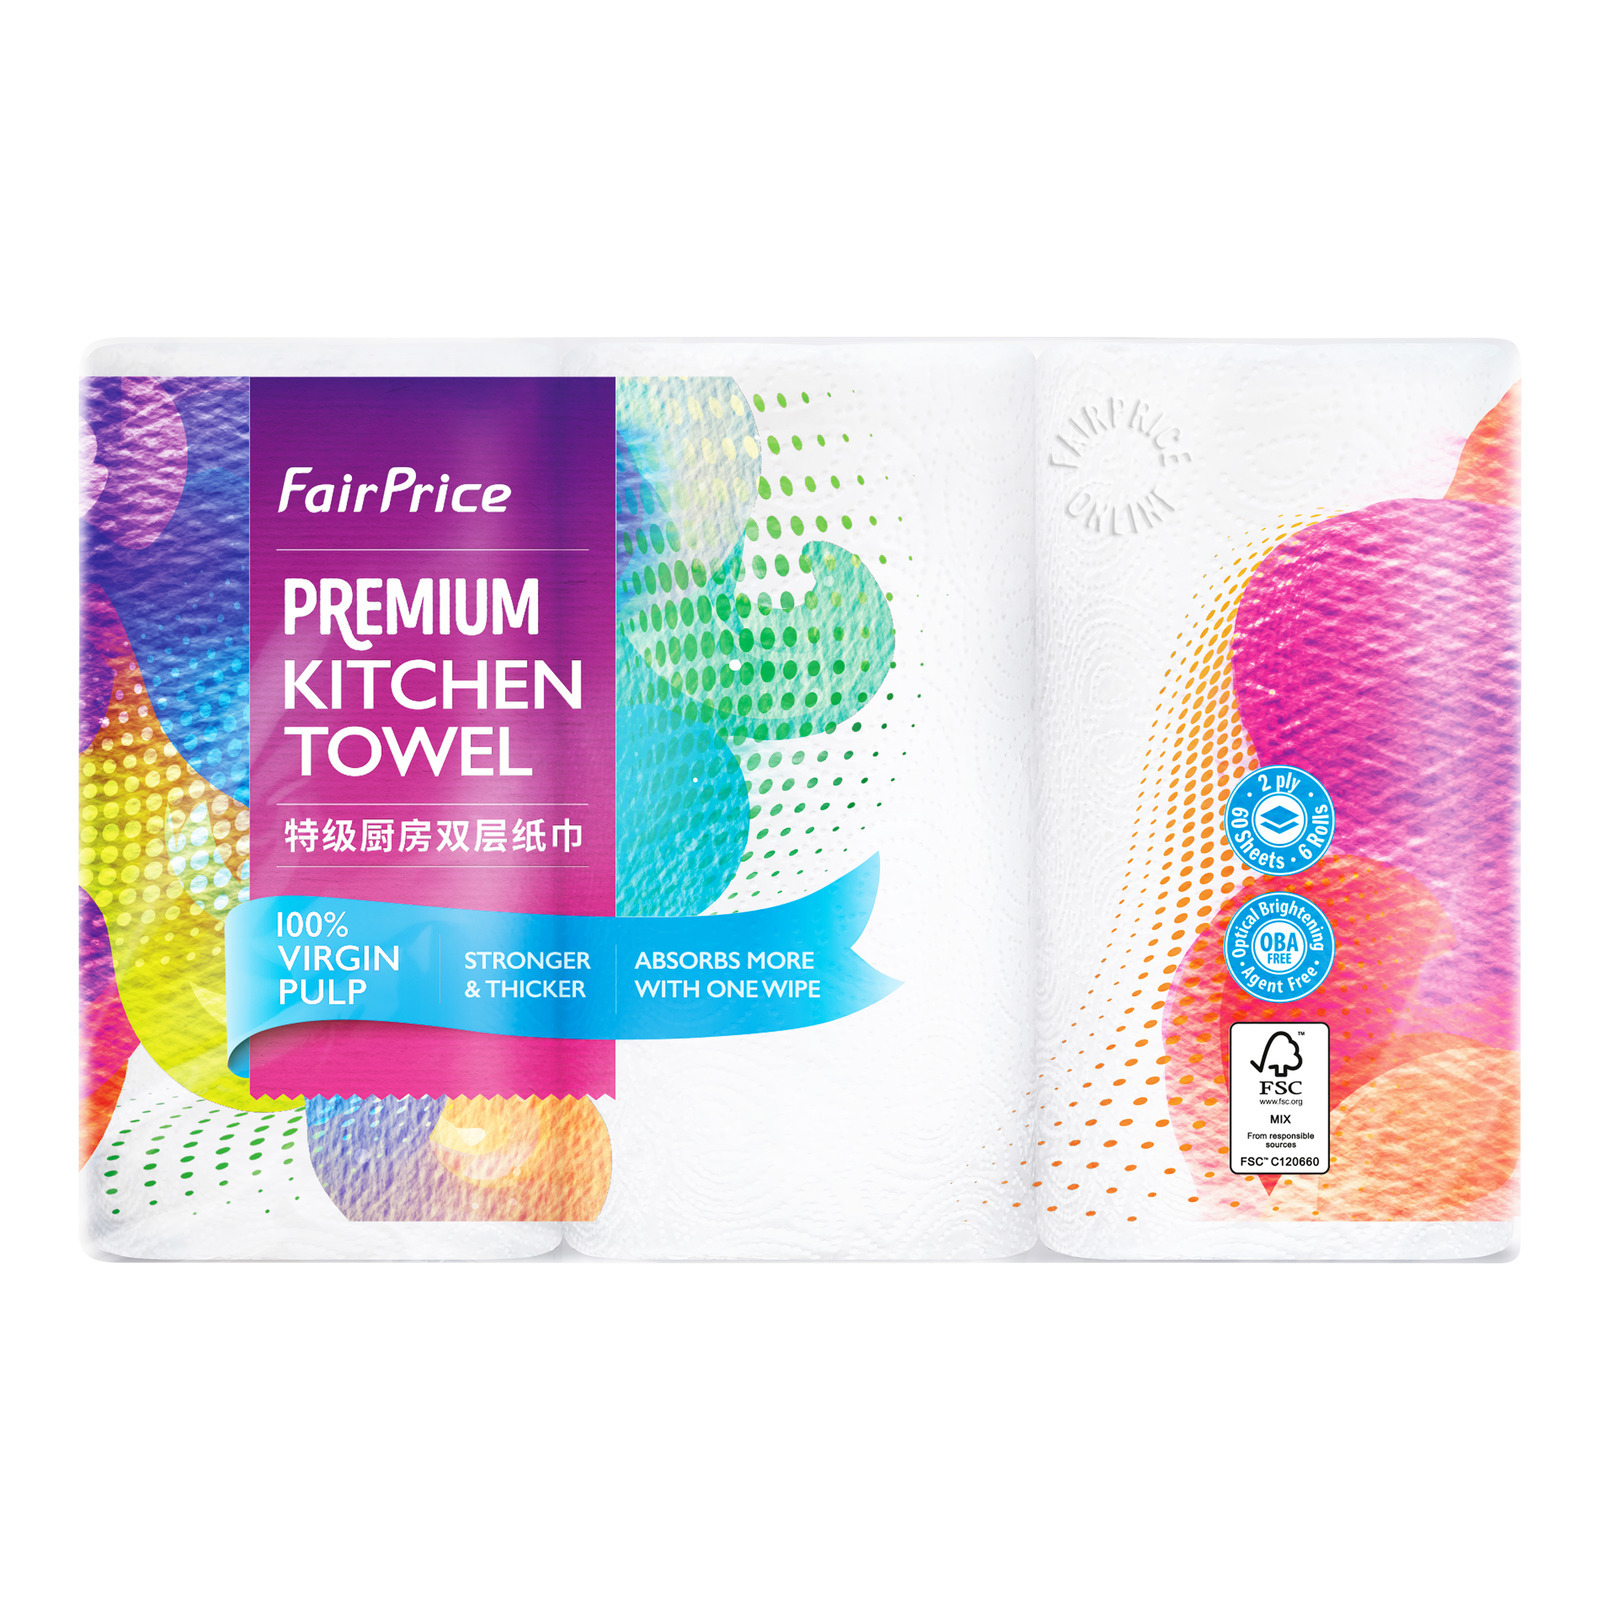 FairPrice
PREMIUM
KITCHEN
TOWEL
特级厨房双层纸巾
100%
VIRGIN
PULP
STRONGER
& THICKER
ABSORBS MORE
WITH ONE WIPE
FAIRPRICE
ONLINE
2 ply
60 Sheets • 6 Rolls
Optical Brightening
OBA
FREE
Agent Free
FSC™
www.fsc.org
MIX
From responsible
sources
FSC™ C120660